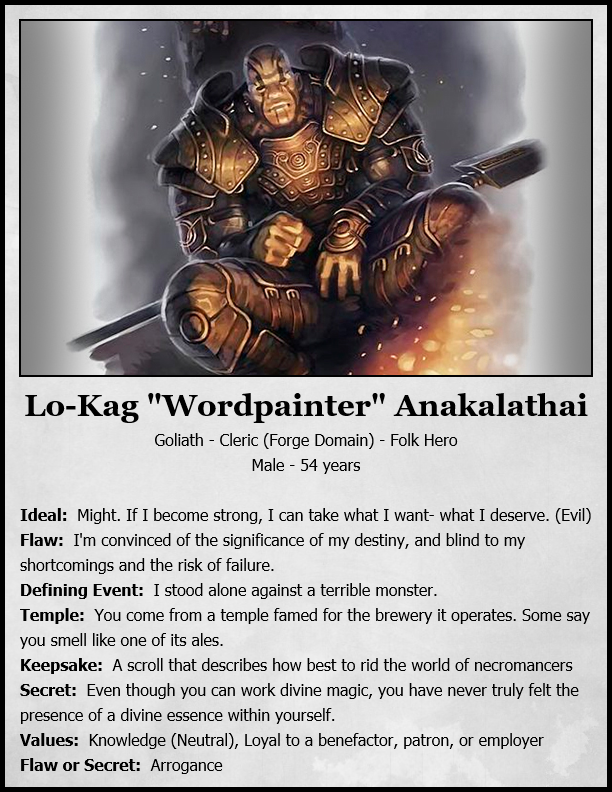 Lo-Kag "Wordpainter" Anakalathai
Goliath - Cleric (Forge Domain) - Folk Hero
Male - 54 years
Ideal: Might. If I become strong, I can take what I want- what I deserve. (Evil)
Flaw: I'm convinced of the significance of my destiny, and blind to my
shortcomings and the risk of failure.
Defining Event: I stood alone against a terrible monster.
Temple: You come from a temple famed for the brewery it operates. Some say
you smell like one of its ales.
Keepsake: A scroll that describes how best to rid the world of necromancers
Secret: Even though you can work divine magic, you have never truly felt the
presence of a divine essence within yourself.
Values: Knowledge (Neutral), Loyal to a benefactor, patron, or employer
Flaw or Secret: Arrogance